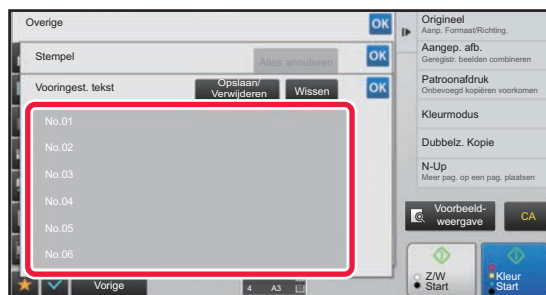 Overige
OK
Stempel
Alles annuleren
OK
Vooringest. tekst
Opslaan/
Verwijderen
Wissen
OK
No.01
No.02
No.03
No.04
No.05
No.06
Vorige
4 A3
Origineel
Aanp. Formaat/Richting.
Aangep. afb.
Geregistr. beelden combineren
Patroonafdruk
Onbevoegd kopiëren voorkomen
Kleurmodus
Dubbelz. Kopie
N-Up
Meer pag. op een pag. plaatsen
Voorbeeld-
weergave
CA
Z/W
Start
Kleur
Start